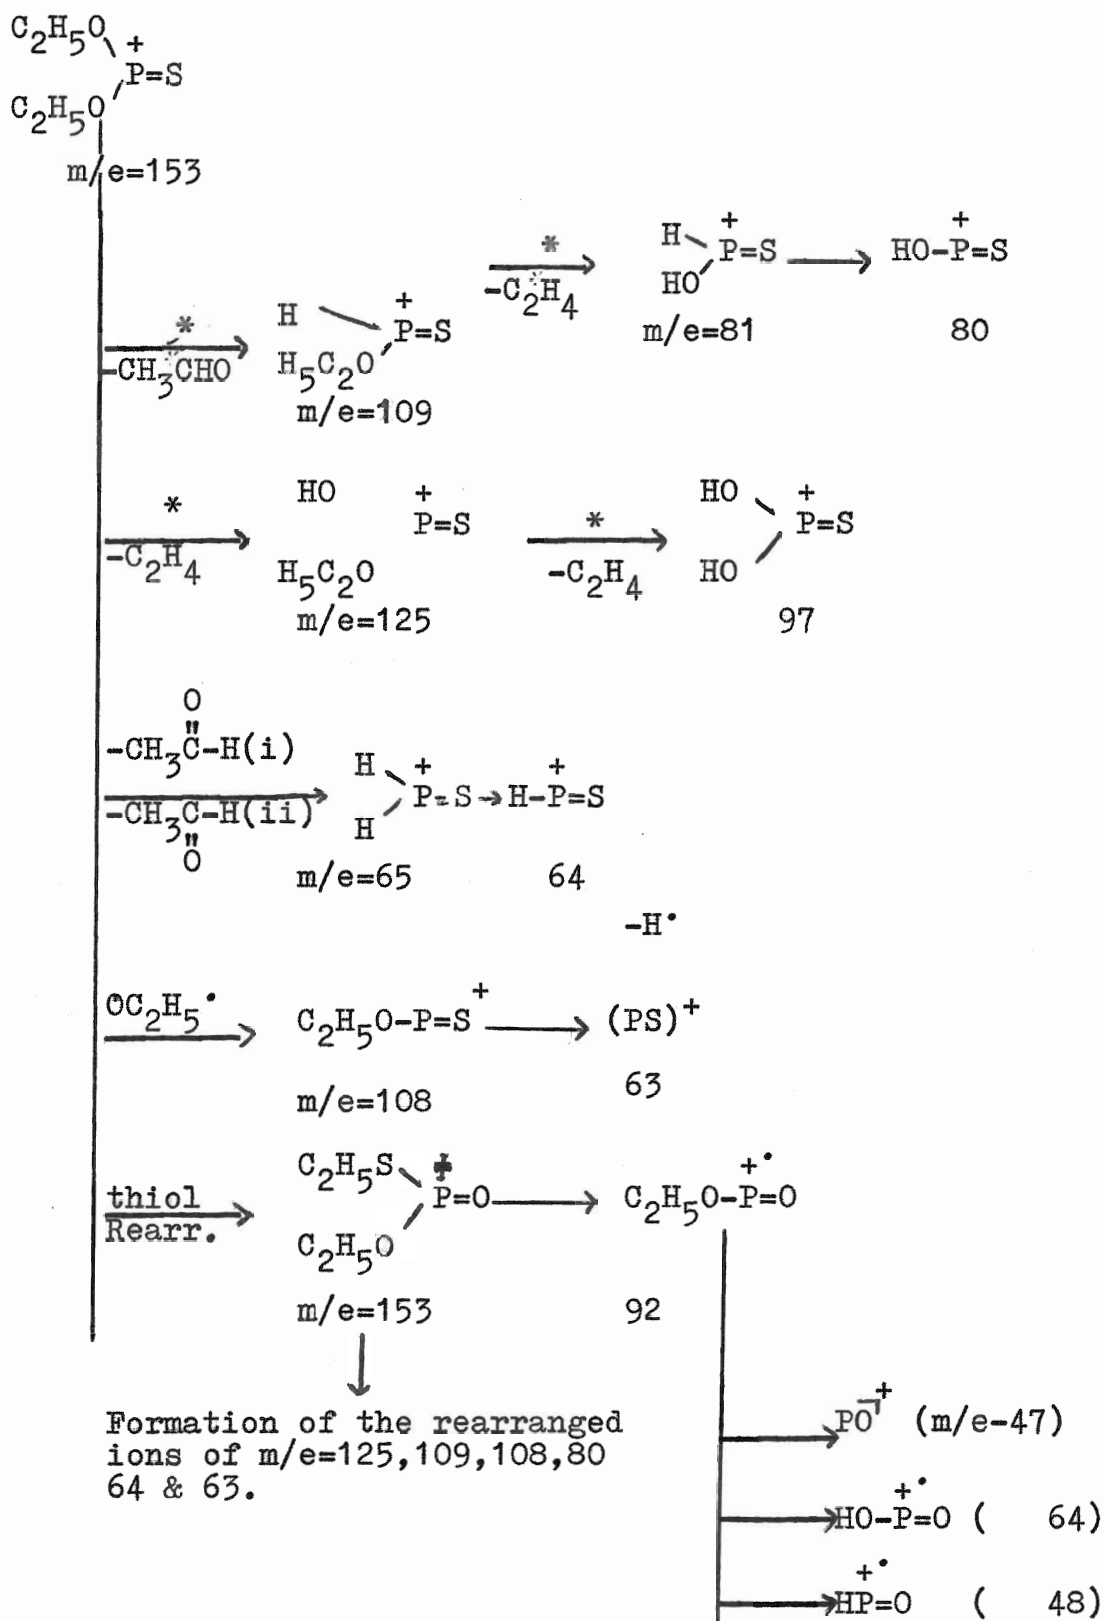 C2H5O
+
P=S
C2H5O
m/e=153
*
-CH3CHO
H
+
P=S
H5C2O
m/e=109
*
-C2H4
H
+
P=S
HO
m/e=81
+
HO-P=S
80
*
-C2H4
HO
+
P=S
H5C2O
m/e=125
*
-C2H4
HO
+
P=S
HO
97
O
"
-CH3C-H(i)
-CH3C-H(ii)
"
O
H
+
P=S
H
m/e=65
+
H-P=S
64
-H•
OC2H5•
C2H5O-P=S+
m/e=108
(PS)+
63
thiol
Rearr.
C2H5S
+
P=O
C2H5O
m/e=153
+•
C2H5O-P=O
92
Formation of the rearranged
ions of m/e=125,109,108,80
64 & 63.
PO+ (m/e-47)
+•
HO-P=O ( 64)
+•
HP=O ( 48)